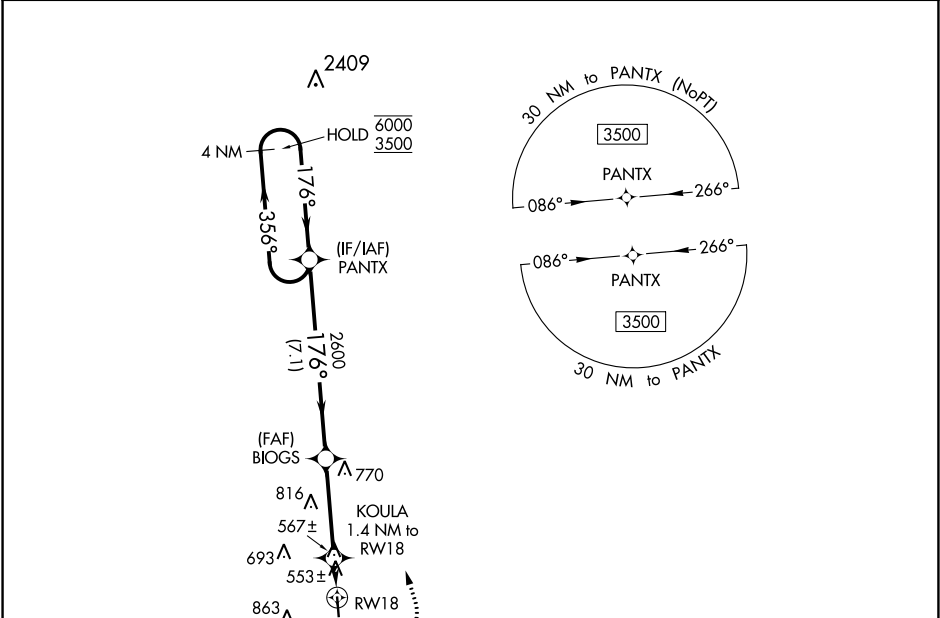 2409
HOLD 6000
3500
4 NM
176°
356°
(IF/IAF)
PANTX
2600
176°
(7.1)
(FAF)
BIOGS
770
816
KOULA
1.4 NM to
RW18
567±
693
553±
RW18
863
30 NM to PANTX (NoPT)
3500
PANTX
086°
266°
086°
266°
PANTX
3500
30 NM to PANTX